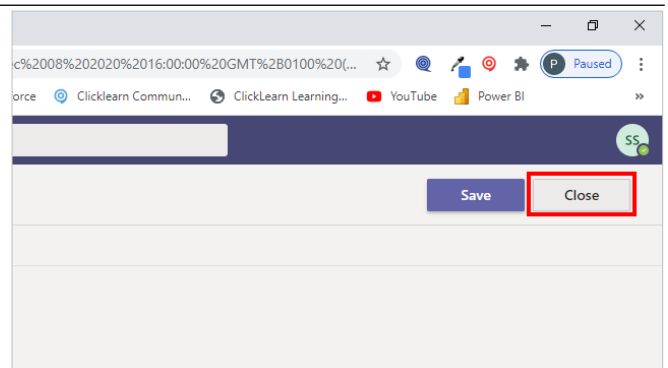 c%2008%202020%2016:00:00%20GMT%2B0100%20(...
P Paused
orce Clicklearn Commun... ClickLearn Learning... YouTube Power BI »
SS
Save Close